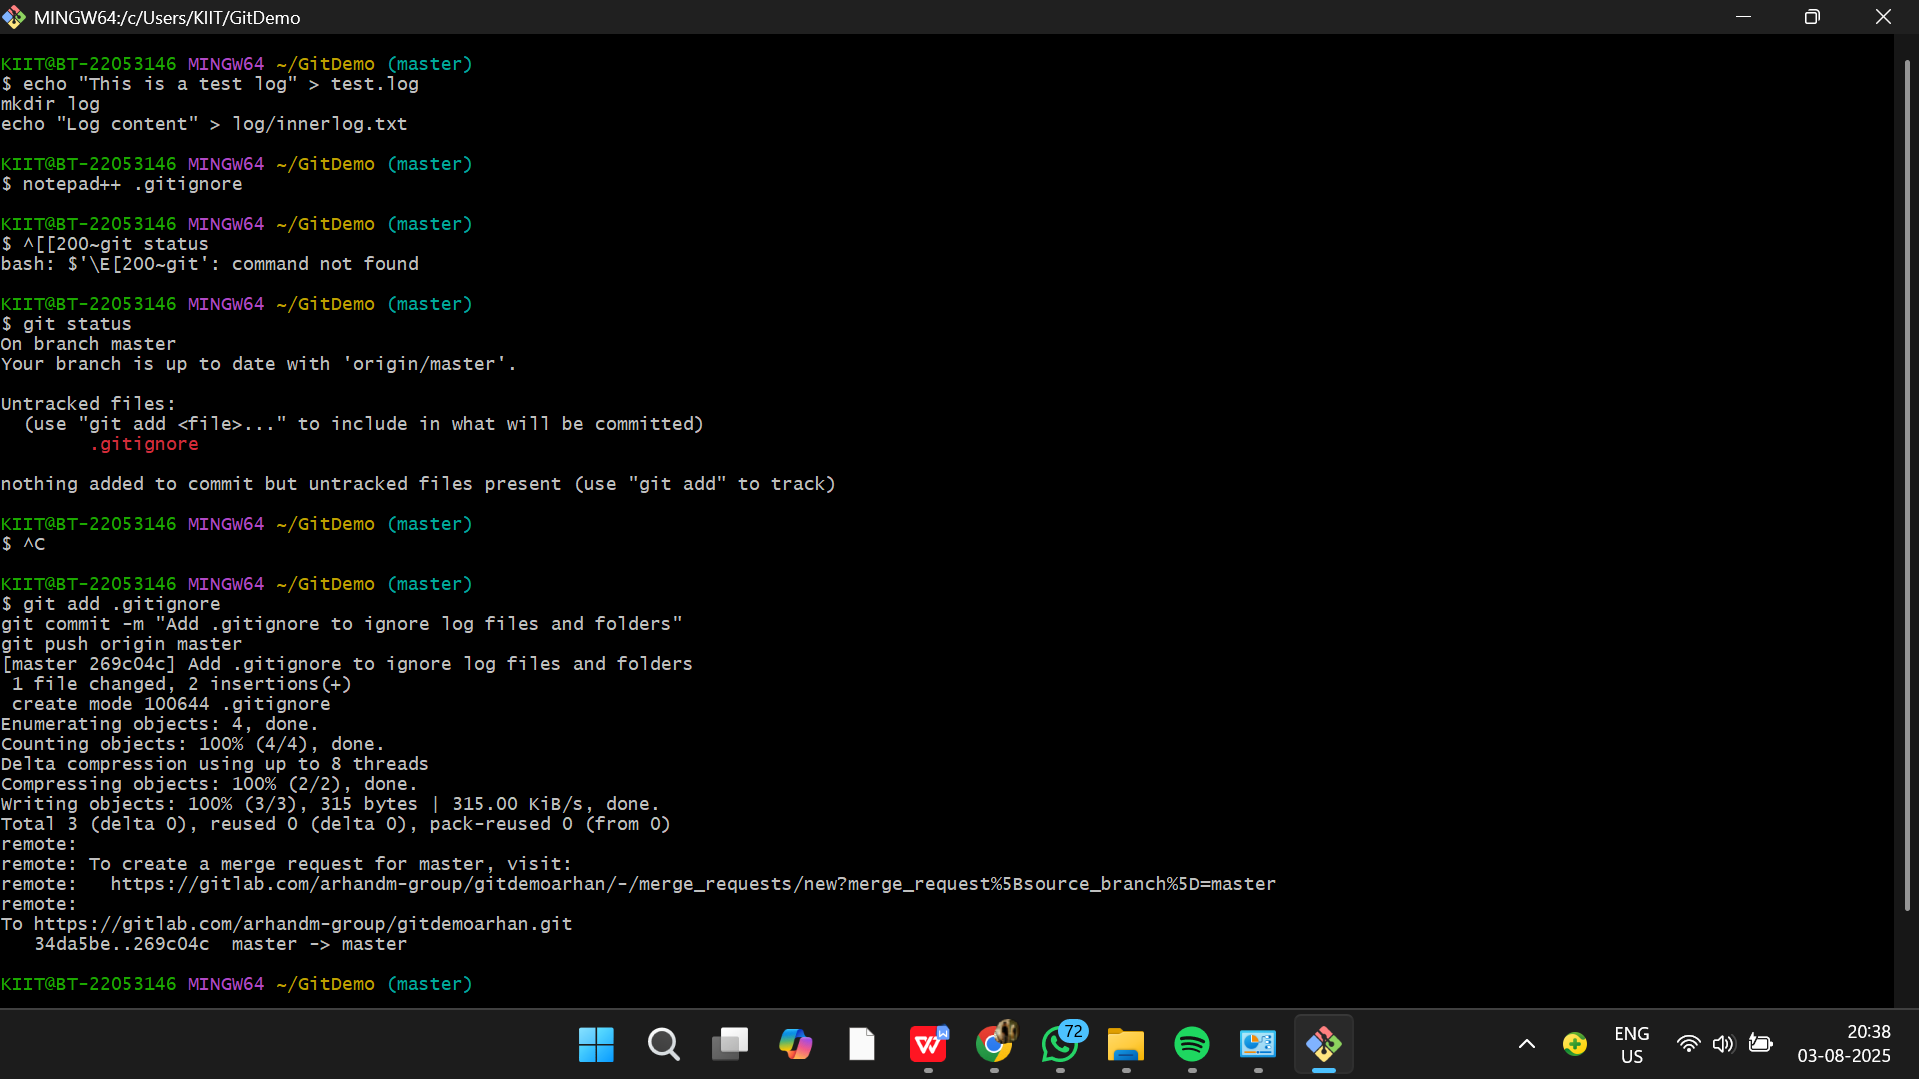 MINGW64:/c/Users/KIIT/GitDemo
KIIT@BT-22053146 MINGW64 ~/GitDemo (master)
$ echo "This is a test log" > test.log
mkdir log
echo "Log content" > log/innerlog.txt
KIIT@BT-22053146 MINGW64 ~/GitDemo (master)
$ notepad++ .gitignore
KIIT@BT-22053146 MINGW64 ~/GitDemo (master)
$ ^[[200~git status
bash: $'\E[200~git': command not found
KIIT@BT-22053146 MINGW64 ~/GitDemo (master)
$ git status
On branch master
Your branch is up to date with 'origin/master'.
Untracked files:
  (use "git add <file>..." to include in what will be committed)
        .gitignore
nothing added to commit but untracked files present (use "git add" to track)
KIIT@BT-22053146 MINGW64 ~/GitDemo (master)
$ ^C
KIIT@BT-22053146 MINGW64 ~/GitDemo (master)
$ git add .gitignore
git commit -m "Add .gitignore to ignore log files and folders"
git push origin master
[master 269c04c] Add .gitignore to ignore log files and folders
 1 file changed, 2 insertions(+)
 create mode 100644 .gitignore
Enumerating objects: 4, done.
Counting objects: 100% (4/4), done.
Delta compression using up to 8 threads
Compressing objects: 100% (2/2), done.
Writing objects: 100% (3/3), 315 bytes | 315.00 KiB/s, done.
Total 3 (delta 0), reused 0 (delta 0), pack-reused 0 (from 0)
remote:
remote: To create a merge request for master, visit:
remote:   https://gitlab.com/arhandm-group/gitdemoarhan/-/merge_requests/new?merge_request%5Bsource_branch%5D=master
remote:
To https://gitlab.com/arhandm-group/gitdemoarhan.git
   34da5be..269c04c  master -> master
KIIT@BT-22053146 MINGW64 ~/GitDemo (master)
W
W
72
ENG
US
20:38
03-08-2025